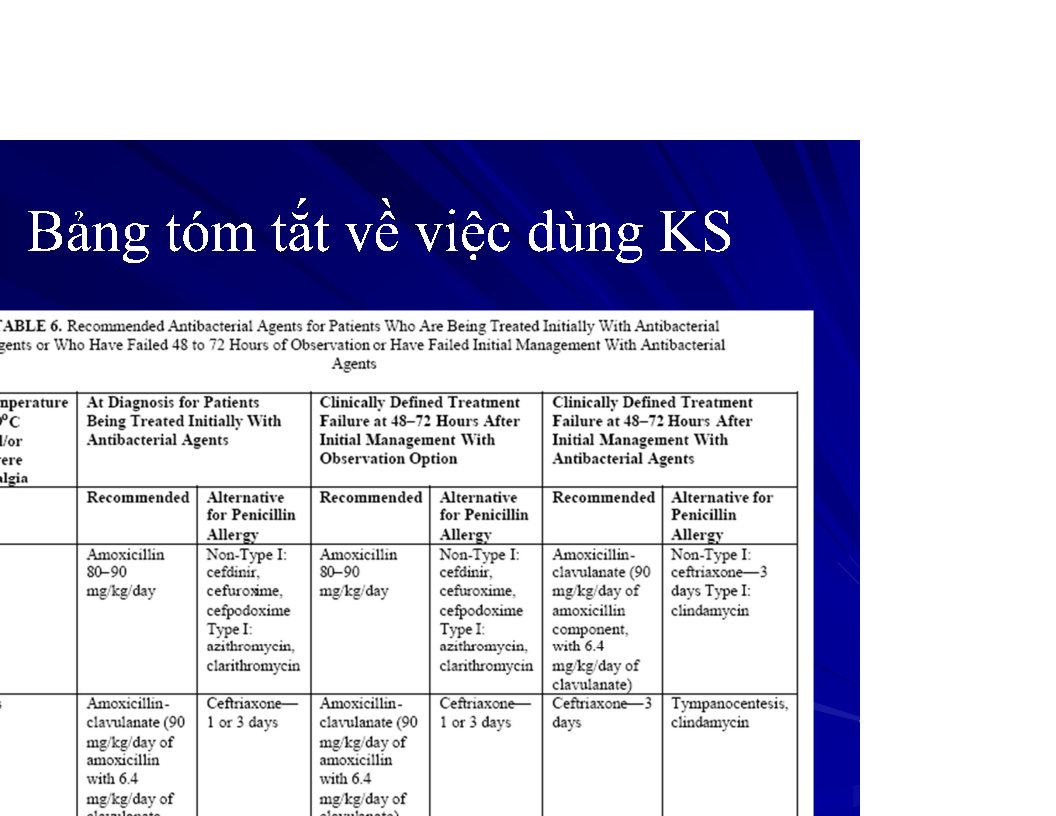 Bảng tóm tắt về việc dùng KS
TABLE 6. Recommended Antibacterial Agents for Patients Who Are Being Treated Initially With Antibacterial
gents or Who Have Failed 48 to 72 Hours of Observation or Have Failed Initial Management With Antibacterial
Agents
mperature
0°C
d/or
ere
algia
At Diagnosis for Patients
Being Treated Initially With
Antibacterial Agents
Clinically Defined Treatment
Failure at 48–72 Hours After
Initial Management With
Observation Option
Clinically Defined Treatment
Failure at 48–72 Hours After
Initial Management With
Antibacterial Agents
Recommended
Alternative
for Penicillin
Allergy
Recommended
Alternative
for Penicillin
Allergy
Recommended
Alternative for
Penicillin
Allergy
Amoxicillin
80–90
mg/kg/day
Non-Type I:
cefdinir,
cefuroxime,
cefpodoxime
Type I:
azithromycin,
clarithromycin
Amoxicillin
80–90
mg/kg/day
Non-Type I:
cefdinir,
cefuroxime,
cefpodoxime
Type I:
azithromycin,
clarithromycin
Amoxicillin-
clavulanate (90
mg/kg/day of
amoxicillin
component,
with 6.4
mg/kg/day of
clavulanate)
Non-Type I:
ceftriaxone—3
days Type I:
clindamycin
s
Amoxicillin-
clavulanate (90
mg/kg/day of
amoxicillin
with 6.4
mg/kg/day of
clavulanate
Ceftriaxone—
1 or 3 days
Amoxicillin-
clavulanate (90
mg/kg/day of
amoxicillin
with 6.4
mg/kg/day of
clavulanate)
Ceftriaxone—
1 or 3 days
Ceftriaxone—3
days
Tympanocentesis,
clindamycin